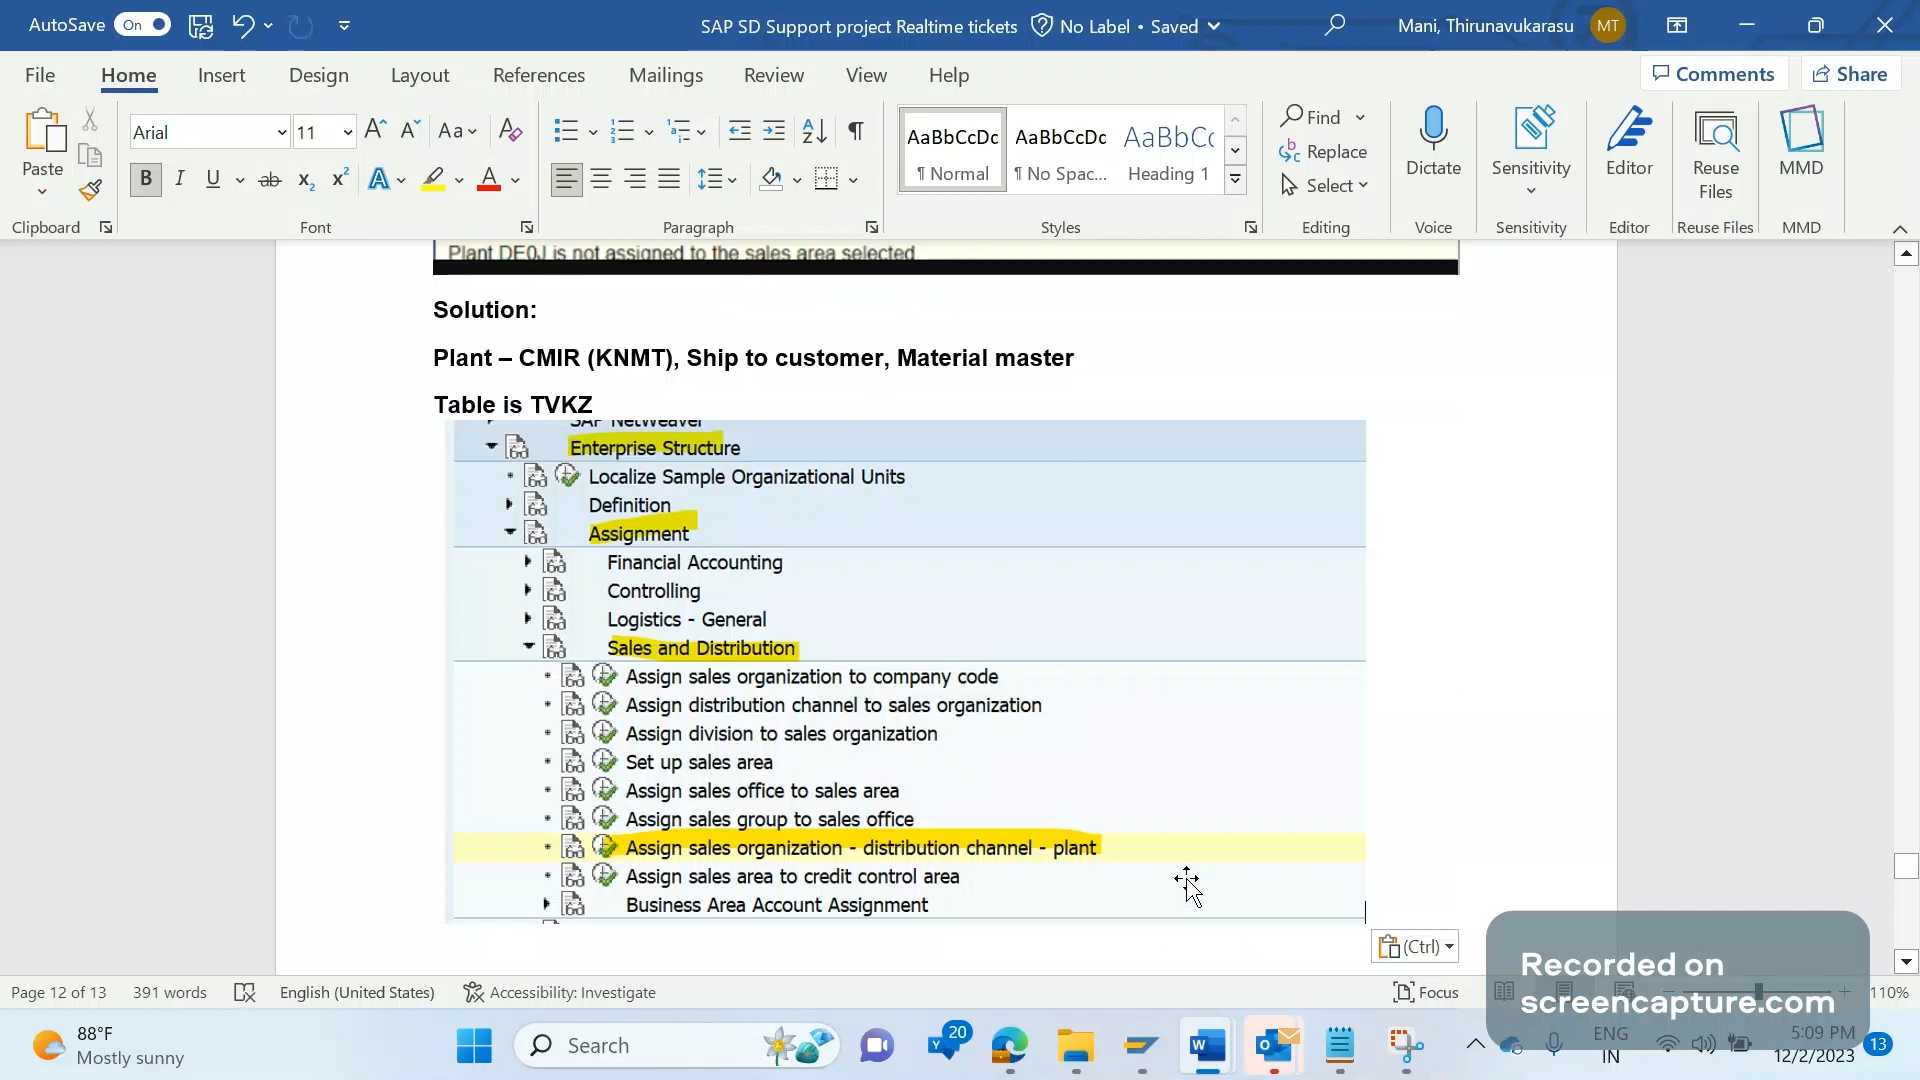 AutoSave On
SAP SD Support project Realtime tickets No Label • Saved
Mani, Thirunavukarasu MT
File Home Insert Design Layout References Mailings Review View Help
Comments Share
Paste
Clipboard
Arial 11
Aa
Font
Paragraph
AaBbCcDc AaBbCcDc AaBbCc
¶ Normal ¶ No Spac... Heading 1
Styles
Find
Replace
Select
Editing
Dictate
Voice
Sensitivity
Sensitivity
Editor
Editor
Reuse Files
Reuse Files
MMD
MMD
Plant DE0J is not assigned to the sales area selected
Solution:
Plant – CMIR (KNMT), Ship to customer, Material master
Table is TVKZ
SAP NetWeaver
Enterprise Structure
Localize Sample Organizational Units
Definition
Assignment
Financial Accounting
Controlling
Logistics - General
Sales and Distribution
Assign sales organization to company code
Assign distribution channel to sales organization
Assign division to sales organization
Set up sales area
Assign sales office to sales area
Assign sales group to sales office
Assign sales organization - distribution channel - plant
Assign sales area to credit control area
Business Area Account Assignment
(Ctrl)
Recorded on
screencapture.com
Page 12 of 13 391 words English (United States) Accessibility: Investigate Focus 110%
88°F
Mostly sunny
Search
20
ENG
IN
5:09 PM
12/2/2023
13